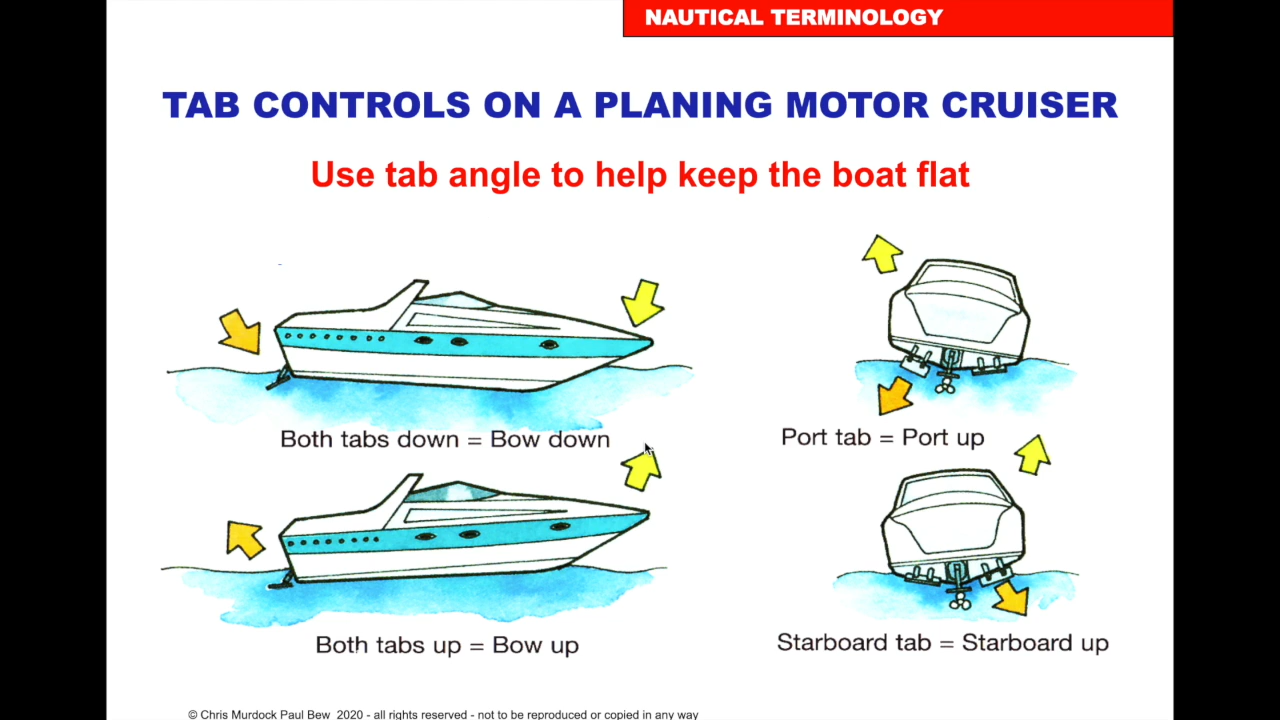 NAUTICAL TERMINOLOGY
TAB CONTROLS ON A PLANING MOTOR CRUISER
Use tab angle to help keep the boat flat
Both tabs down = Bow down
Port tab = Port up
Both tabs up = Bow up
Starboard tab = Starboard up
© Chris Murdock Paul Bew 2020 - all rights reserved - not to be reproduced or copied in any way